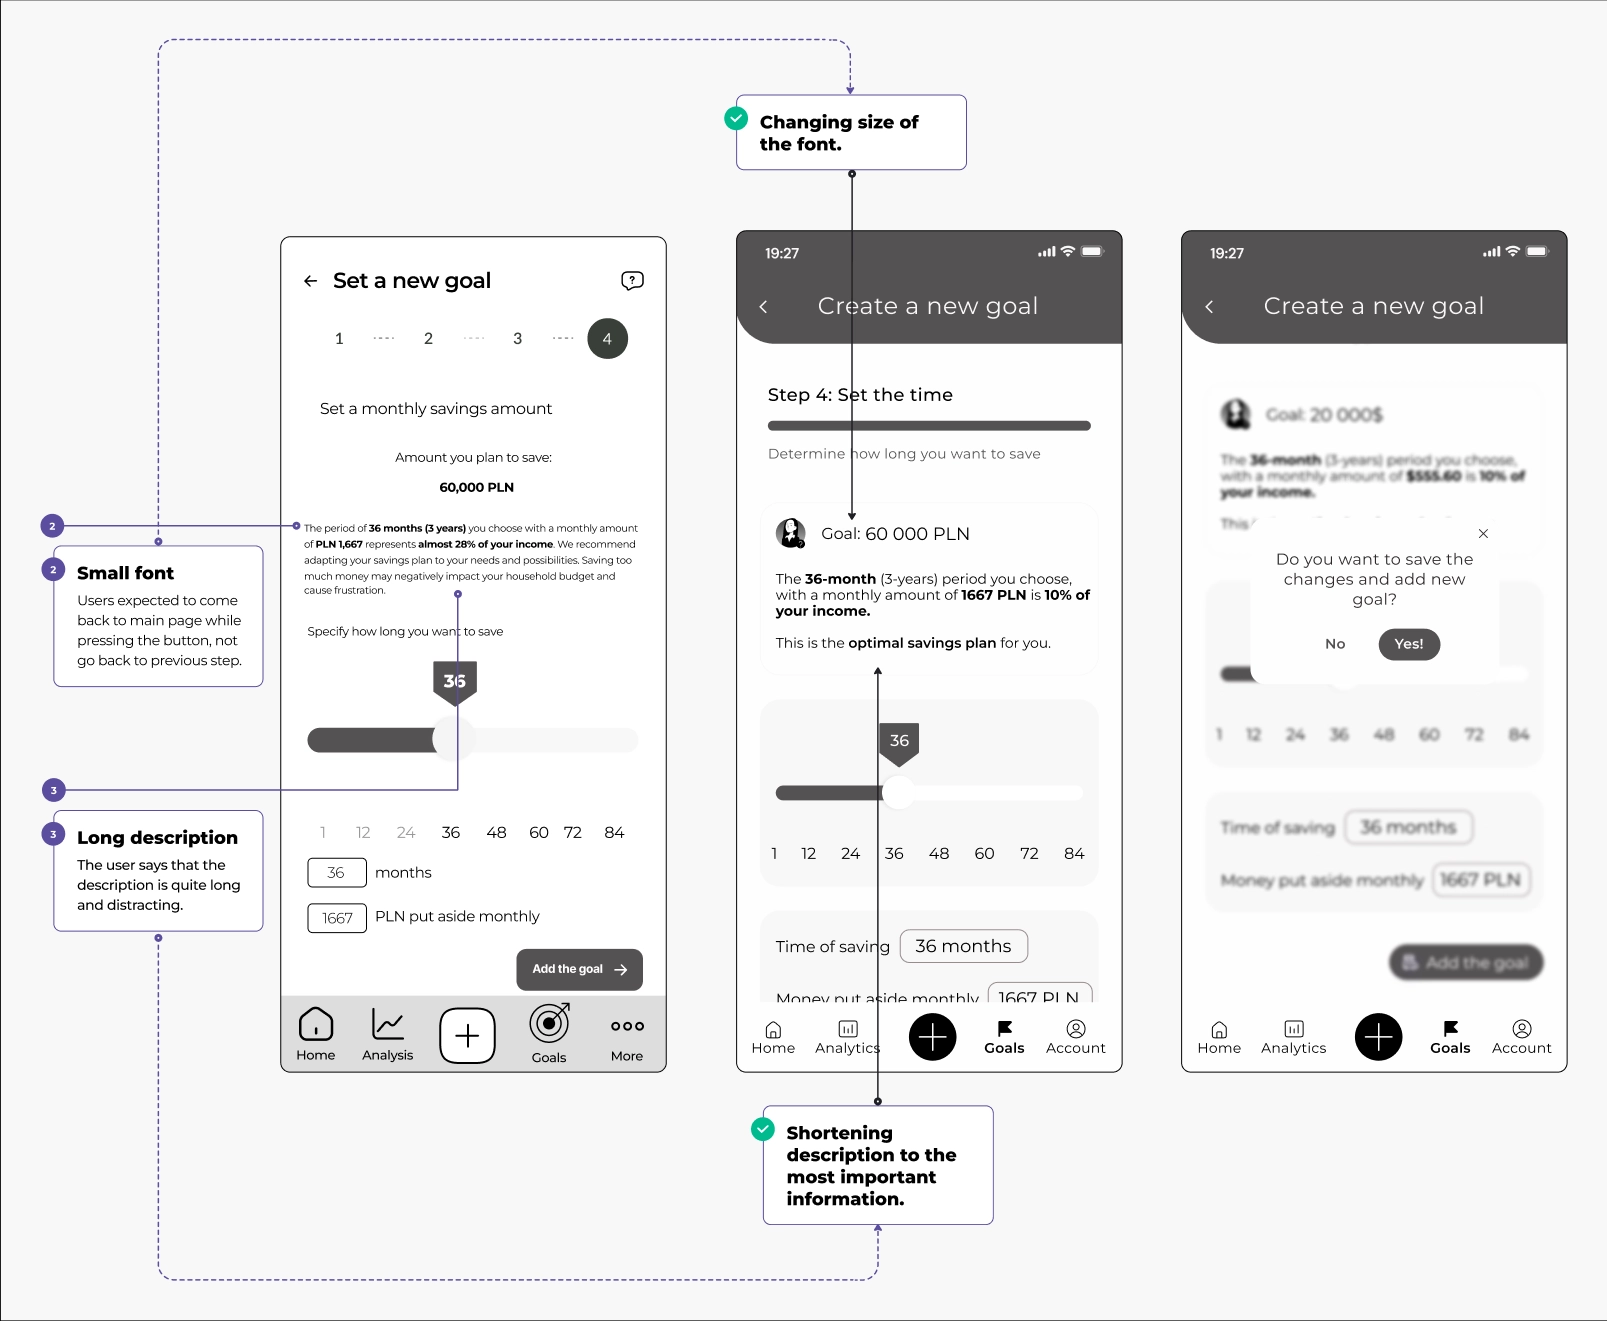 Changing size of
the font.
Set a new goal
?
1
2
3
4
Set a monthly savings amount
Amount you plan to save:
60,000 PLN
The period of 36 months (3 years) you choose with a monthly amount
of PLN 1,667 represents almost 28% of your income. We recommend
adapting your savings plan to your needs and possibilities. Saving too
much money may negatively impact your household budget and
cause frustration.
Specify how long you want to save
36
1 12 24 36 48 60 72 84
36 months
1667 PLN put aside monthly
Add the goal
Home
Analysis
Goals
More
2
2
Small font
Users expected to come
back to main page while
pressing the button, not
go back to previous step.
3
3
Long description
The user says that the
description is quite long
and distracting.
19:27
Create a new goal
Step 4: Set the time
Determine how long you want to save
Goal: 60 000 PLN
The 36-month (3-years) period you choose,
with a monthly amount of 1667 PLN is 10% of
your income.
This is the optimal savings plan for you.
36
1 12 24 36 48 60 72 84
Time of saving 36 months
Money put aside monthly 1667 PLN
Home
Analytics
Goals
Account
Shortening
description to the
most important
information.
19:27
Create a new goal
Goal: 20 000$
The 36-month (3-years) period you choose,
with a monthly amount of $555.60 is 10% of
your income.
This
Do you want to save the
changes and add new
goal?
No
Yes!
1 12 24 36 48 60 72 84
Time of saving 36 months
Money put aside monthly 1667 PLN
Add the goal
Home
Analytics
Goals
Account